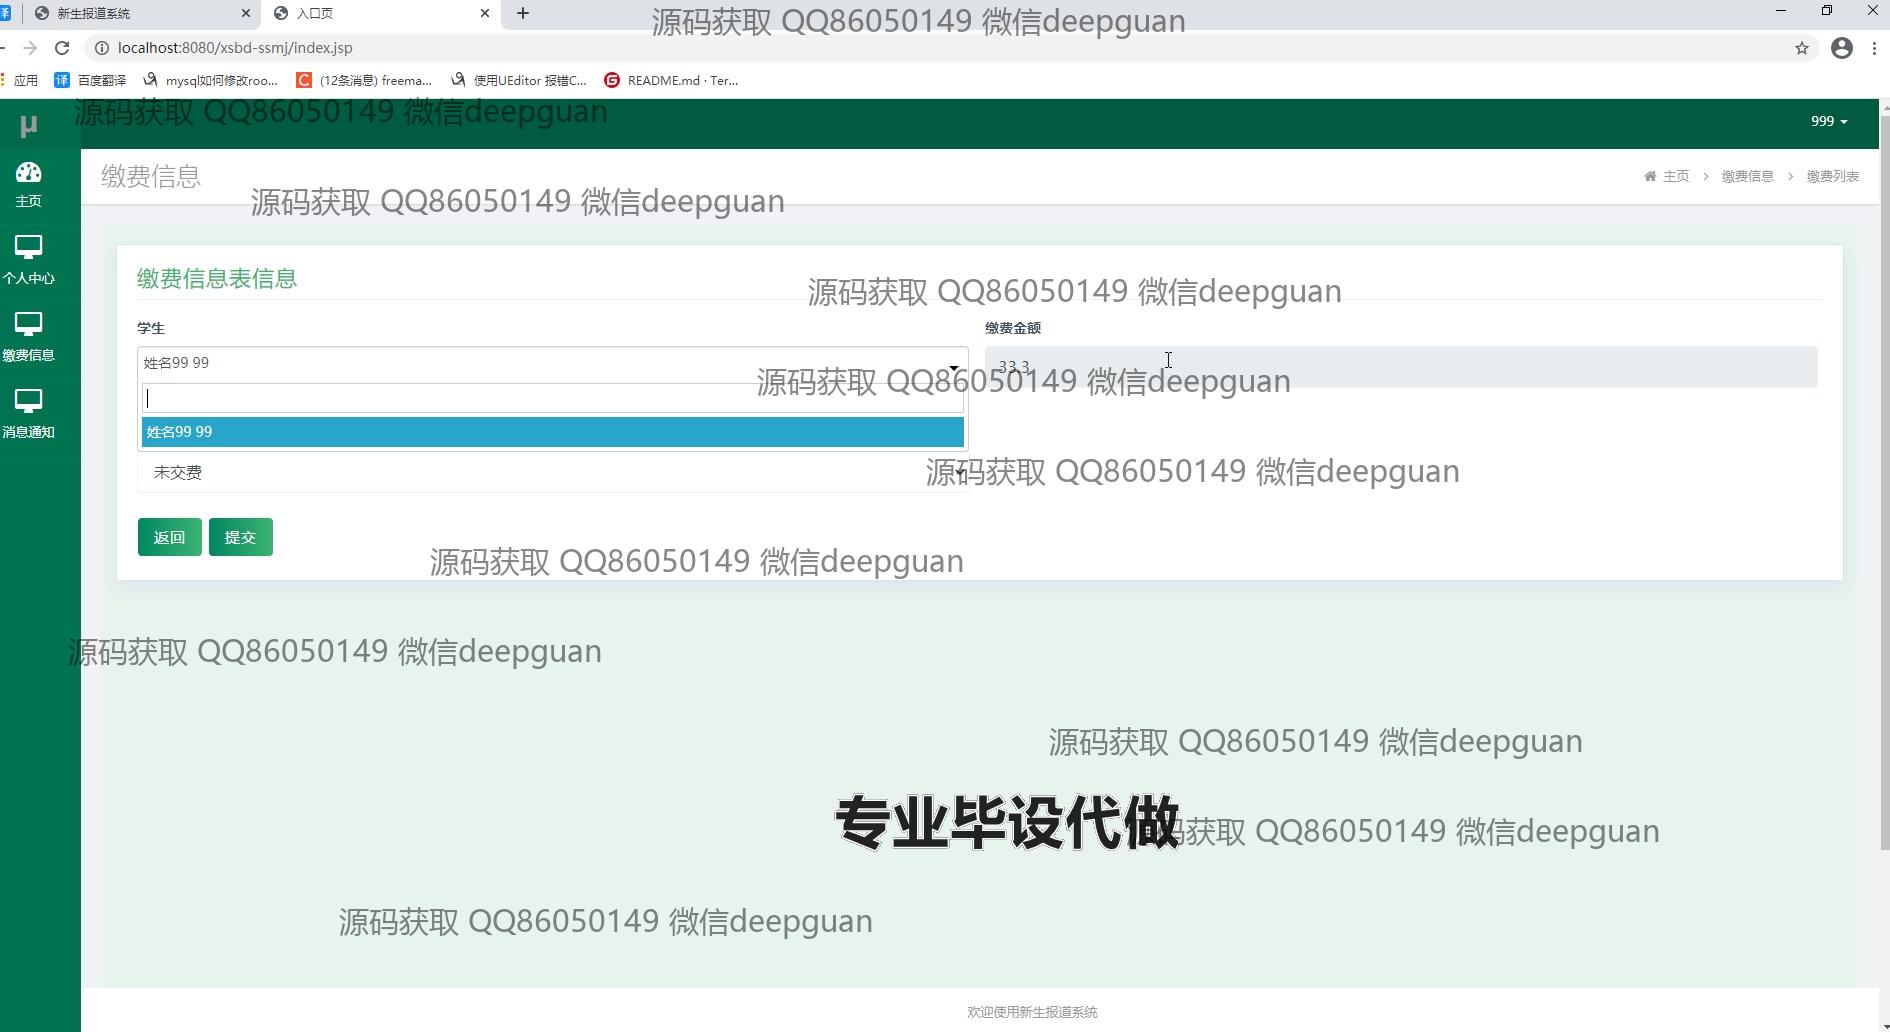 新生报道系统
入口页
源码获取 QQ86050149 微信deepguan
localhost:8080/xsbd-ssmj/index.jsp
应用
百度翻译
mysql如何修改roo...
(12条消息) freema...
使用UEditor 报错C...
README.md · Ter...
源码获取 QQ86050149 微信deepguan
μ
999
主页
缴费信息
主页 > 缴费信息 > 缴费列表
源码获取 QQ86050149 微信deepguan
个人中心
缴费信息表信息
源码获取 QQ86050149 微信deepguan
学生
缴费金额
缴费信息
姓名99 99
33.3
源码获取 QQ86050149 微信deepguan
姓名99 99
消息通知
未交费
源码获取 QQ86050149 微信deepguan
返回
提交
源码获取 QQ86050149 微信deepguan
源码获取 QQ86050149 微信deepguan
源码获取 QQ86050149 微信deepguan
专业毕设代做
源码获取 QQ86050149 微信deepguan
源码获取 QQ86050149 微信deepguan
欢迎使用新生报道系统